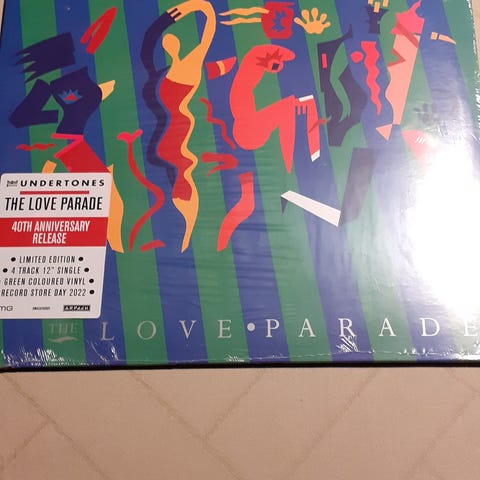 UNDERTONES
THE LOVE PARADE
40TH ANNIVERSARY
RELEASE
• LIMITED EDITION •
• 4 TRACK 12" SINGLE •
GREEN COLOURED VINYL •
RECORD STORE DAY 2022 •
THE LOVE•PARADE